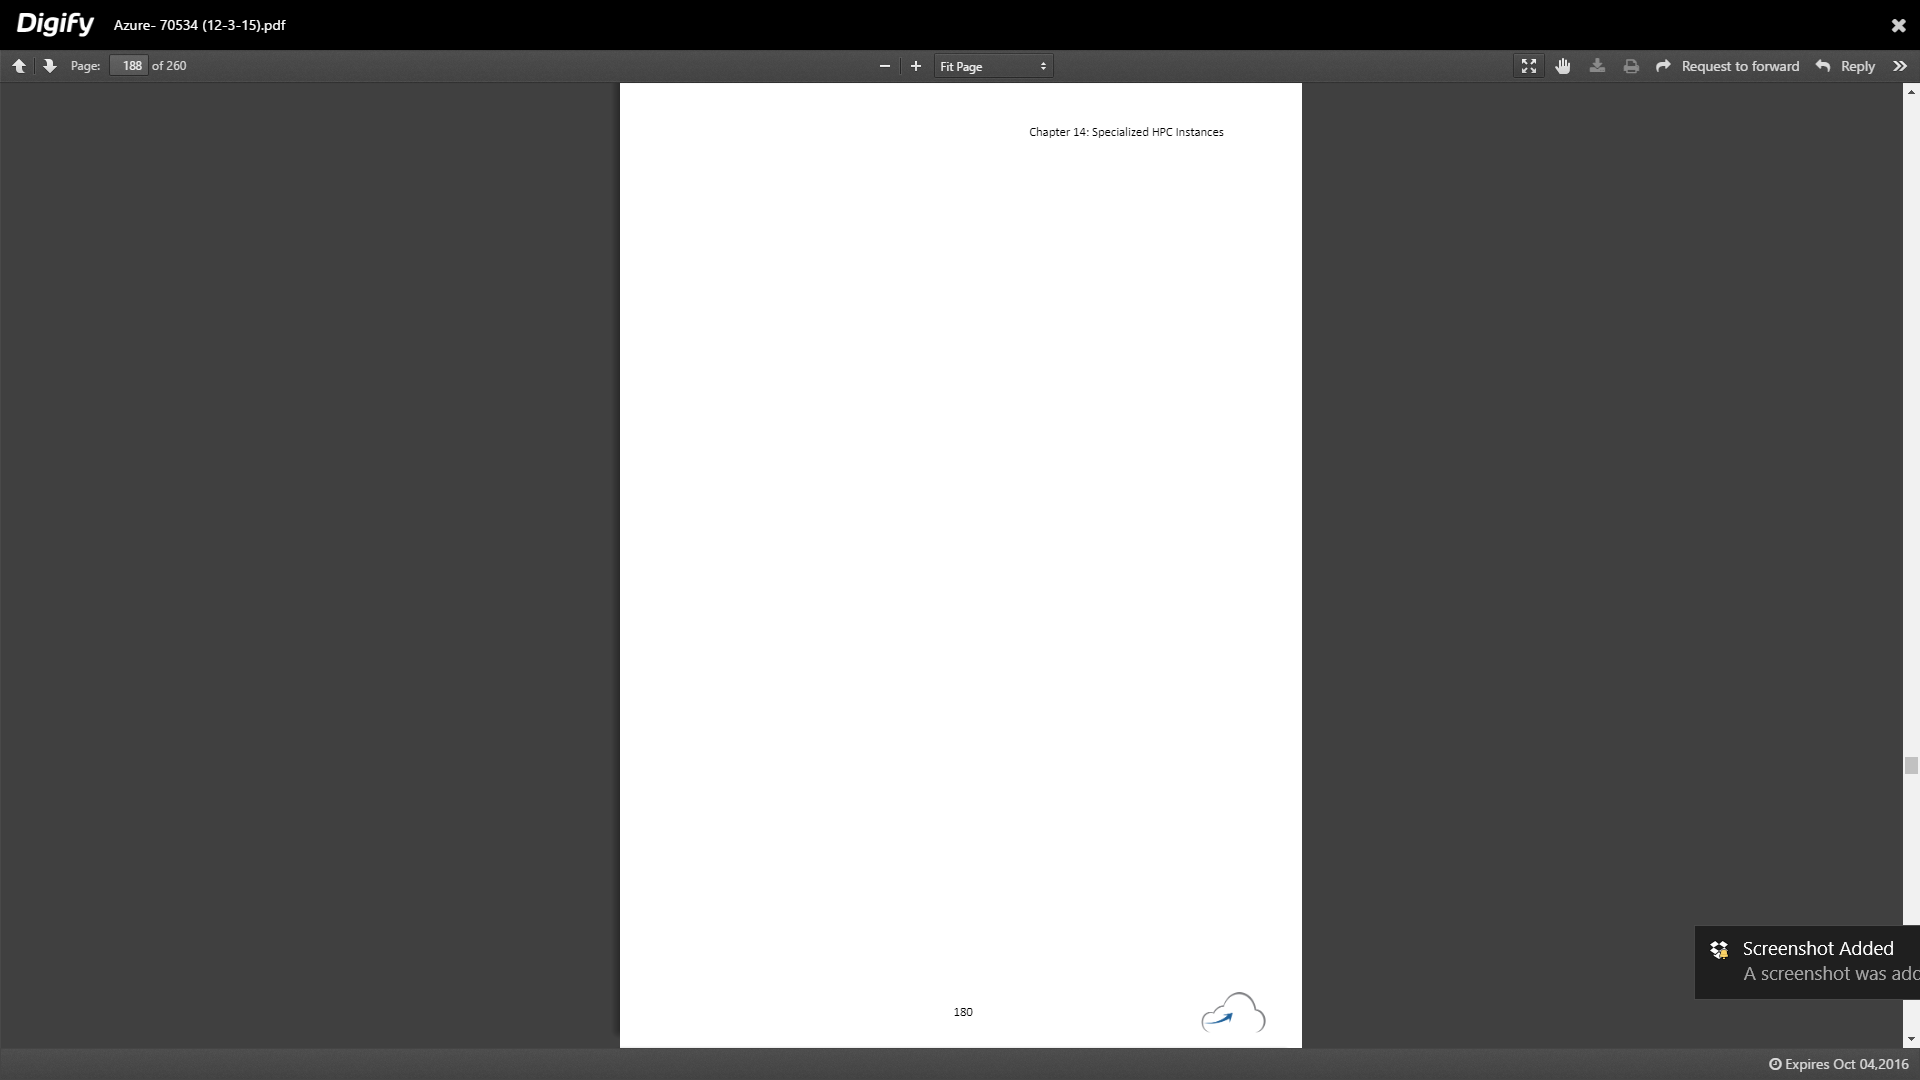 Digify Azure- 70534 (12-3-15).pdf
Page: 188 of 260 Fit Page Request to forward Reply
Chapter 14: Specialized HPC Instances
Screenshot Added
A screenshot was
180
Expires Oct 04,2016